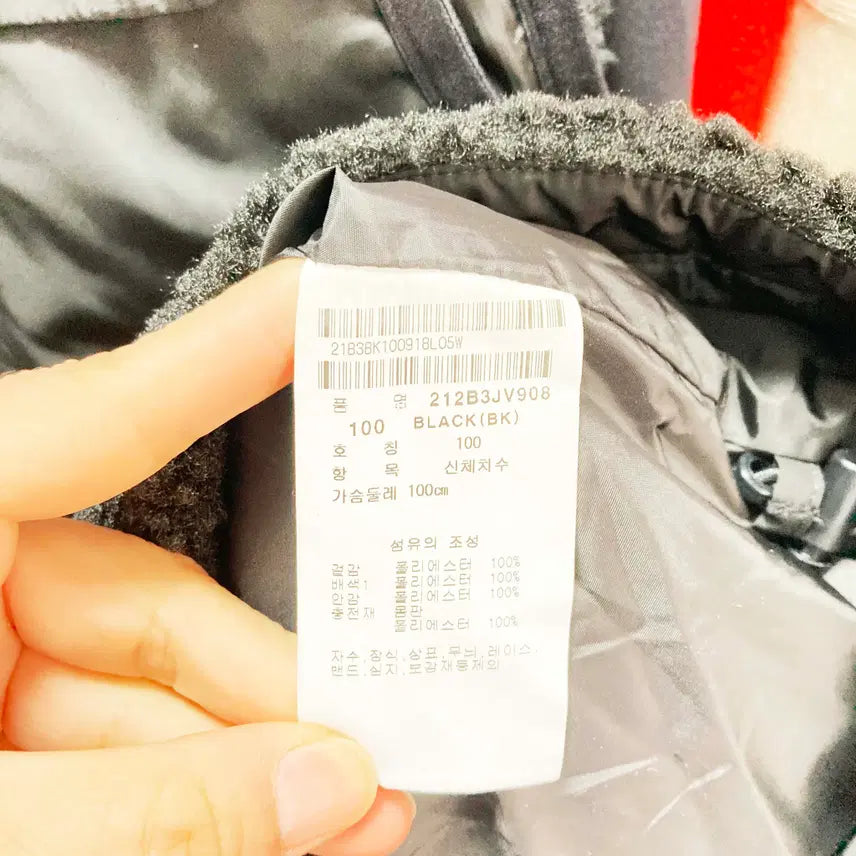 21B3BK100918L05W
품 명 212B3JV908
100 BLACK(BK)
호 칭 100
항 목 신체치수
가슴둘레 100cm
섬유의 조성
겉감 폴리에스터 100%
배색1 폴리에스터 100%
안감 폴리에스터 100%
충전재 몸판
폴리에스터 100%
자수,장식,상표,무늬,레이스,
밴드,심지,보강재등제외